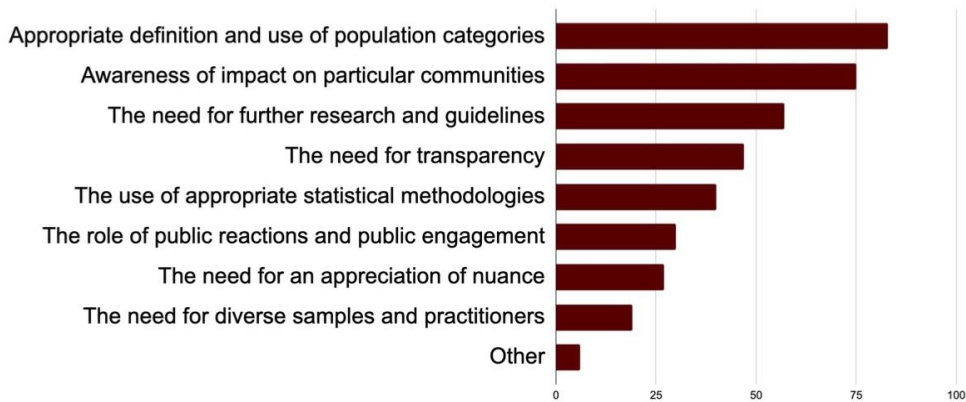 Appropriate definition and use of population categories
Awareness of impact on particular communities
The need for further research and guidelines
The need for transparency
The use of appropriate statistical methodologies
The role of public reactions and public engagement
The need for an appreciation of nuance
The need for diverse samples and practitioners
Other
0 25 50 75 100